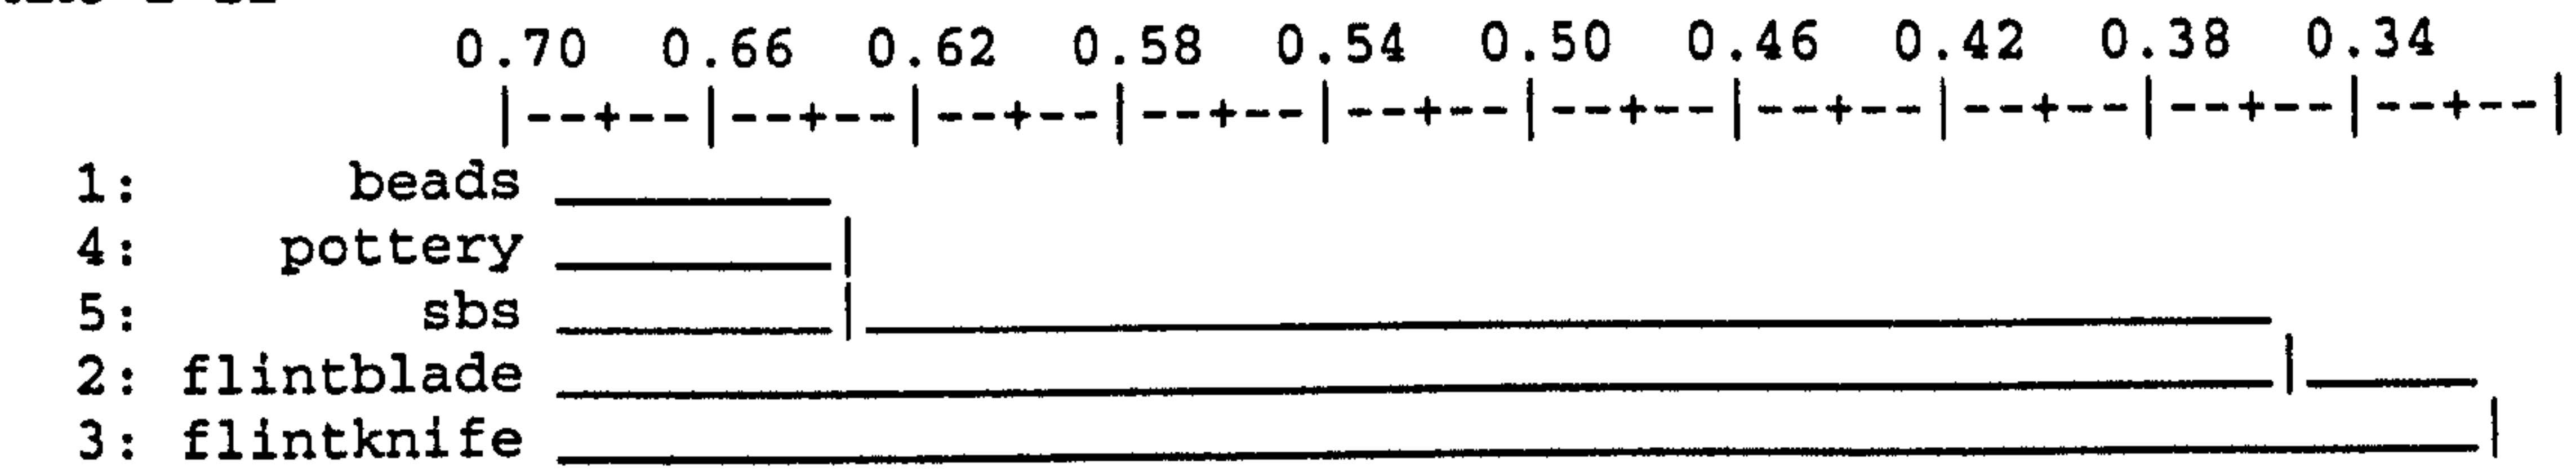 0.70 0.66 0.62 0.58 0.54 0.50 0.46 0.42 0.38 0.34
|--+--|--+--|--+--|--+--|--+--|--+--|--+--|--+--|--+--|--+--|
1: beads
4: pottery
5: sbs
2: flintblade
3: flintknife